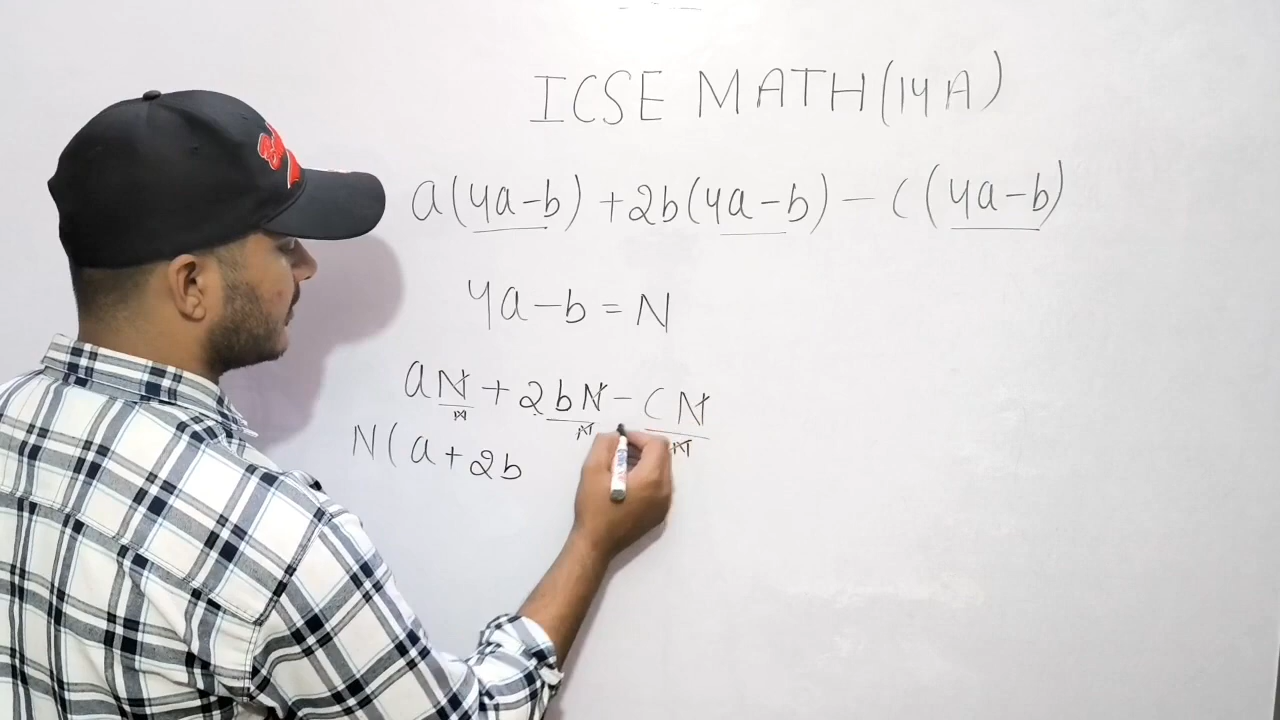 ICSE MATH(14A)
a(4a-b) +2b(4a-b) - c(4a-b)
4a-b = N
aN + 2bN - cN
N N N
N(a+2b